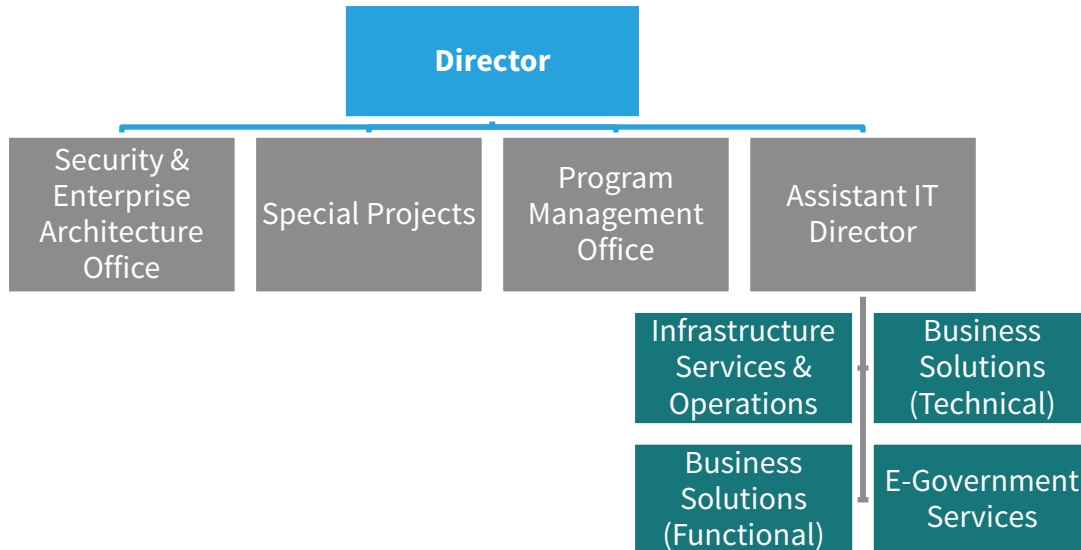 Director
Security &
Enterprise
Architecture
Office
Special Projects
Program
Management
Office
Assistant IT
Director
Infrastructure
Services &
Operations
Business
Solutions
(Technical)
Business
Solutions
(Functional)
E-Government
Services